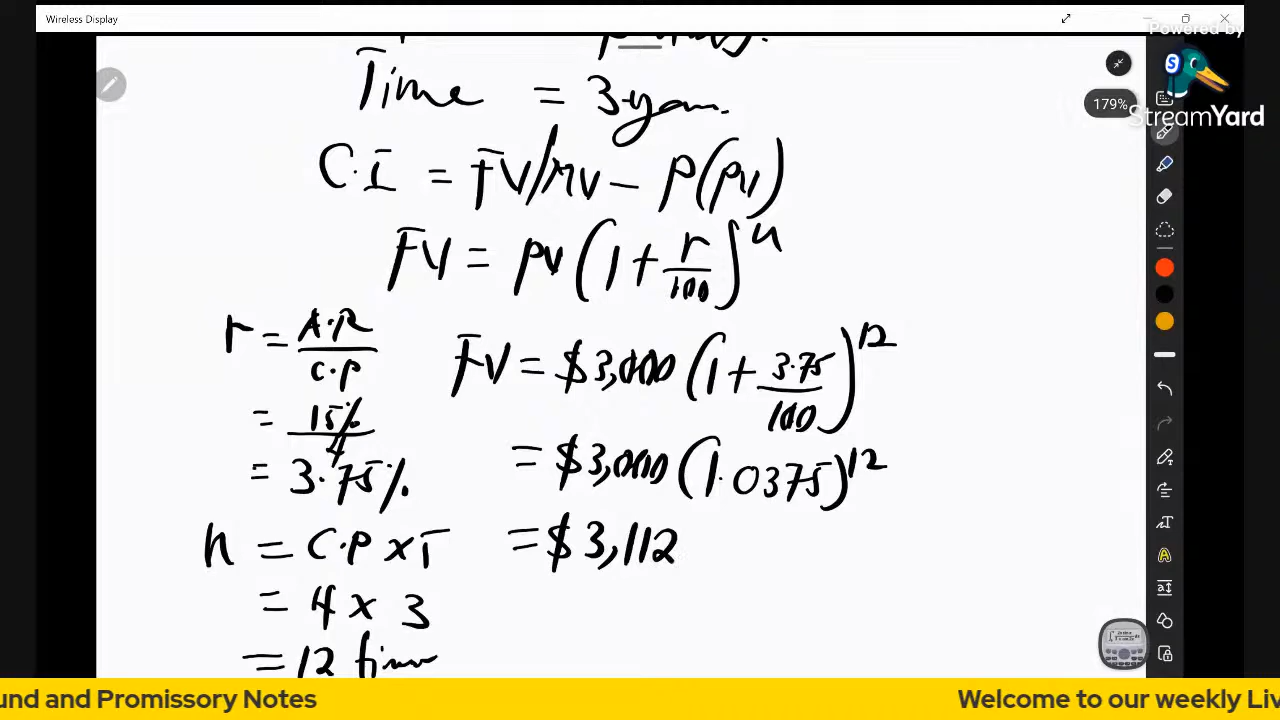 Wireless Display
Powered by
StreamYard
179%
Time = 3 years.
C.I = FV/MV - P(PV)
FV = PV (1 + r/100)^n
r = A.R/C.P
= 15%/4
= 3.75%
n = C.P x T
= 4 x 3
= 12 times
FV = $3,000 (1 + 3.75/100)^12
= $3,000 (1.0375)^12
= $3,112
und and Promissory Notes
Welcome to our weekly Liv